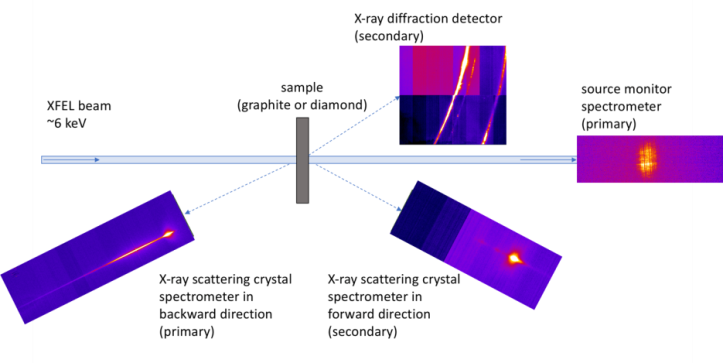 X-ray diffraction detector
(secondary)
sample
(graphite or diamond)
XFEL beam
~6 keV
source monitor
spectrometer
(primary)
X-ray scattering crystal
spectrometer in
backward direction
(primary)
X-ray scattering crystal
spectrometer in
forward direction
(secondary)